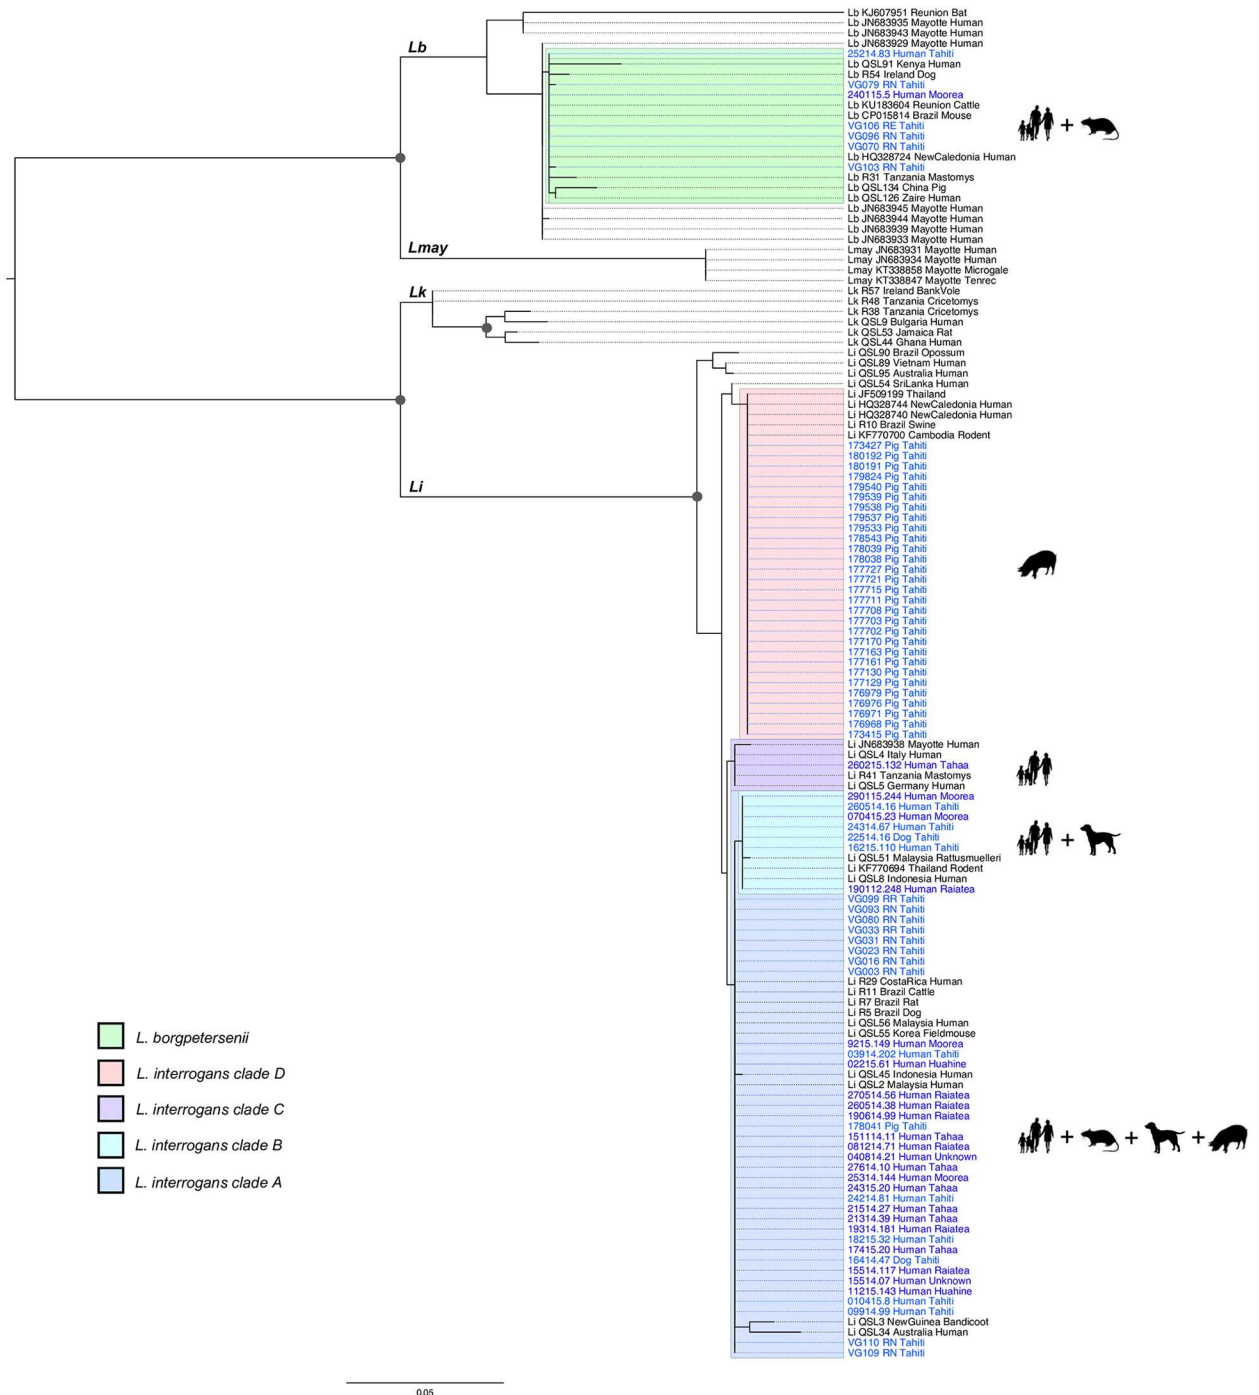 Lb KJ607951 Reunion Bat
Lb JN683935 Mayotte Human
Lb JN683943 Mayotte Human
Lb JN683929 Mayotte Human
Lb
25214.83 Human Tahiti
Lb QSL91 Kenya Human
Lb R54 Ireland Dog
VG079 RN Tahiti
240115.5 Human Moorea
Lb KU183604 Reunion Cattle
Lb CP015814 Brazil Mouse
VG106 RE Tahiti
+
VG096 RN Tahiti
VG070 RN Tahiti
Lb HQ328724 NewCaledonia Human
VG103 RN Tahiti
Lb R31 Tanzania Mastomys
Lb QSL134 China Pig
Lb QSL126 Zaire Human
Lb JN683945 Mayotte Human
Lb JN683944 Mayotte Human
Lb JN683939 Mayotte Human
Lb JN683933 Mayotte Human
Lmay
Lmay JN683931 Mayotte Human
Lmay JN683934 Mayotte Human
Lmay KT338858 Mayotte Microgale
Lmay KT338847 Mayotte Tenrec
Lk
Lk R57 Ireland BankVole
Lk R48 Tanzania Cricetomys
Lk R38 Tanzania Cricetomys
Lk QSL9 Bulgaria Human
Lk QSL53 Jamaica Rat
Lk QSL44 Ghana Human
Li QSL90 Brazil Opossum
Li QSL89 Vietnam Human
Li QSL95 Australia Human
Li QSL54 SriLanka Human
Li JF509199 Thailand
Li HQ328744 NewCaledonia Human
Li HQ328740 NewCaledonia Human
Li R10 Brazil Swine
Li KF770700 Cambodia Rodent
173427 Pig Tahiti
180192 Pig Tahiti
180191 Pig Tahiti
179824 Pig Tahiti
179540 Pig Tahiti
Li
179539 Pig Tahiti
179538 Pig Tahiti
179537 Pig Tahiti
179533 Pig Tahiti
178543 Pig Tahiti
178039 Pig Tahiti
178038 Pig Tahiti
177727 Pig Tahiti
177721 Pig Tahiti
177715 Pig Tahiti
177711 Pig Tahiti
177708 Pig Tahiti
177703 Pig Tahiti
177702 Pig Tahiti
177170 Pig Tahiti
177163 Pig Tahiti
177161 Pig Tahiti
177130 Pig Tahiti
177129 Pig Tahiti
176979 Pig Tahiti
176976 Pig Tahiti
176971 Pig Tahiti
176968 Pig Tahiti
173415 Pig Tahiti
Li JN683938 Mayotte Human
Li QSL4 Italy Human
260215.132 Human Tahaa
Li R41 Tanzania Mastomys
Li QSL5 Germany Human
290115.244 Human Moorea
260514.16 Human Tahiti
070415.23 Human Moorea
24314.67 Human Tahiti
22514.16 Dog Tahiti
+
16215.110 Human Tahiti
Li QSL51 Malaysia Rattusmuelleri
Li KF770694 Thailand Rodent
Li QSL8 Indonesia Human
190112.248 Human Raiatea
VG099 RR Tahiti
VG093 RN Tahiti
VG080 RN Tahiti
VG033 RR Tahiti
VG031 RN Tahiti
VG023 RN Tahiti
VG016 RN Tahiti
VG003 RN Tahiti
Li R29 CostaRica Human
Li R11 Brazil Cattle
Li R7 Brazil Rat
Li R5 Brazil Dog
Li QSL56 Malaysia Human
Li QSL55 Korea Fieldmouse
9215.149 Human Moorea
03914.202 Human Tahiti
02215.61 Human Huahine
Li QSL45 Indonesia Human
Li QSL2 Malaysia Human
270514.56 Human Raiatea
260514.38 Human Raiatea
190614.99 Human Raiatea
178041 Pig Tahiti
151114.11 Human Tahaa
+ + +
081214.71 Human Raiatea
040814.21 Human Unknown
27614.10 Human Tahaa
25314.144 Human Moorea
24315.20 Human Tahaa
24214.81 Human Tahiti
21514.27 Human Tahaa
21314.39 Human Tahaa
19314.181 Human Raiatea
18215.32 Human Tahiti
17415.20 Human Tahaa
16414.47 Dog Tahiti
15514.117 Human Raiatea
15514.07 Human Unknown
11215.143 Human Huahine
010415.8 Human Tahiti
09914.99 Human Tahiti
Li QSL3 NewGuinea Bandicoot
Li QSL34 Australia Human
VG110 RN Tahiti
VG109 RN Tahiti
L. borgpetersenii
L. interrogans clade D
L. interrogans clade C
L. interrogans clade B
L. interrogans clade A
0.05